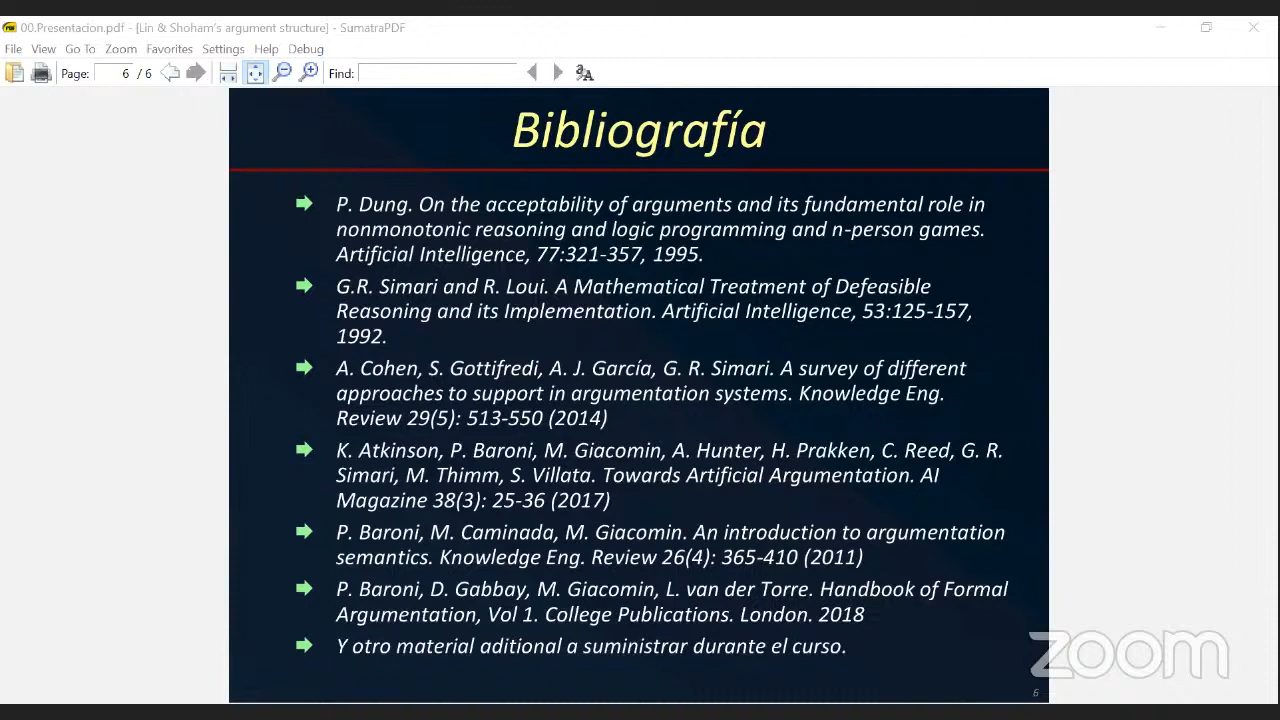 00.Presentacion.pdf - [Lin & Shoham's argument structure] - SumatraPDF
File View Go To Zoom Favorites Settings Help Debug
Page: 6 / 6 Find:
Bibliografía
P. Dung. On the acceptability of arguments and its fundamental role in
nonmonotonic reasoning and logic programming and n-person games.
Artificial Intelligence, 77:321-357, 1995.
G.R. Simari and R. Loui. A Mathematical Treatment of Defeasible
Reasoning and its Implementation. Artificial Intelligence, 53:125-157,
1992.
A. Cohen, S. Gottifredi, A. J. García, G. R. Simari. A survey of different
approaches to support in argumentation systems. Knowledge Eng.
Review 29(5): 513-550 (2014)
K. Atkinson, P. Baroni, M. Giacomin, A. Hunter, H. Prakken, C. Reed, G. R.
Simari, M. Thimm, S. Villata. Towards Artificial Argumentation. AI
Magazine 38(3): 25-36 (2017)
P. Baroni, M. Caminada, M. Giacomin. An introduction to argumentation
semantics. Knowledge Eng. Review 26(4): 365-410 (2011)
P. Baroni, D. Gabbay, M. Giacomin, L. van der Torre. Handbook of Formal
Argumentation, Vol 1. College Publications. London. 2018
Y otro material aditional a suministrar durante el curso.
zoom
6